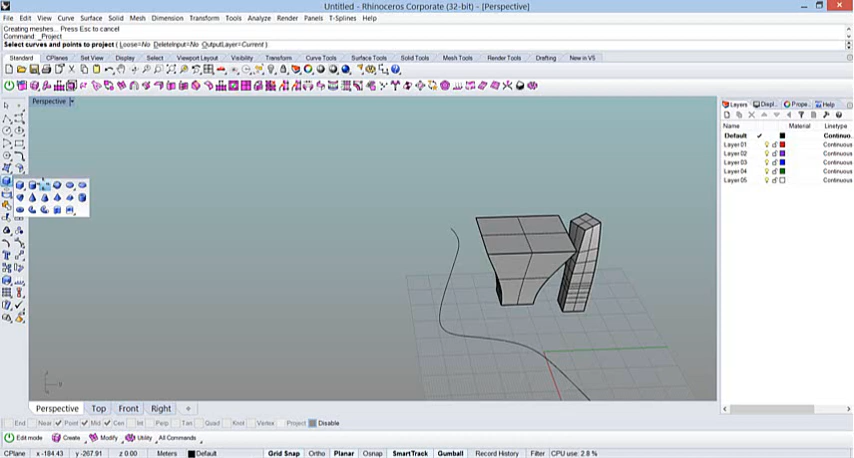 Untitled - Rhinoceros Corporate (32-bit) - [Perspective]
File Edit View Curve Surface Solid Mesh Dimension Transform Tools Analyze Render Panels T-Splines Help
Creating meshes... Press Esc to cancel
Command: _Project
Select curves and points to project ( Loose=No DeleteInput=No OutputLayer=Current )
Standard CPlanes Set View Display Select Viewport Layout Visibility Transform Curve Tools Surface Tools Solid Tools Mesh Tools Render Tools Drafting New in V5
Perspective
Layers Displ... Prope... Help
Name Material Linetype
Default Continuo...
Layer 01 Continuous
Layer 02 Continuous
Layer 03 Continuous
Layer 04 Continuous
Layer 05 Continuous
Perspective Top Front Right
End Near Point Mid Cen Int Perp Tan Quad Knot Vertex Project Disable
Edit mode Create Modify Utility All Commands
CPlane x -184.43 y -267.91 z 0.00 Meters Default Grid Snap Ortho Planar Osnap SmartTrack Gumball Record History Filter CPU use: 2.8 %